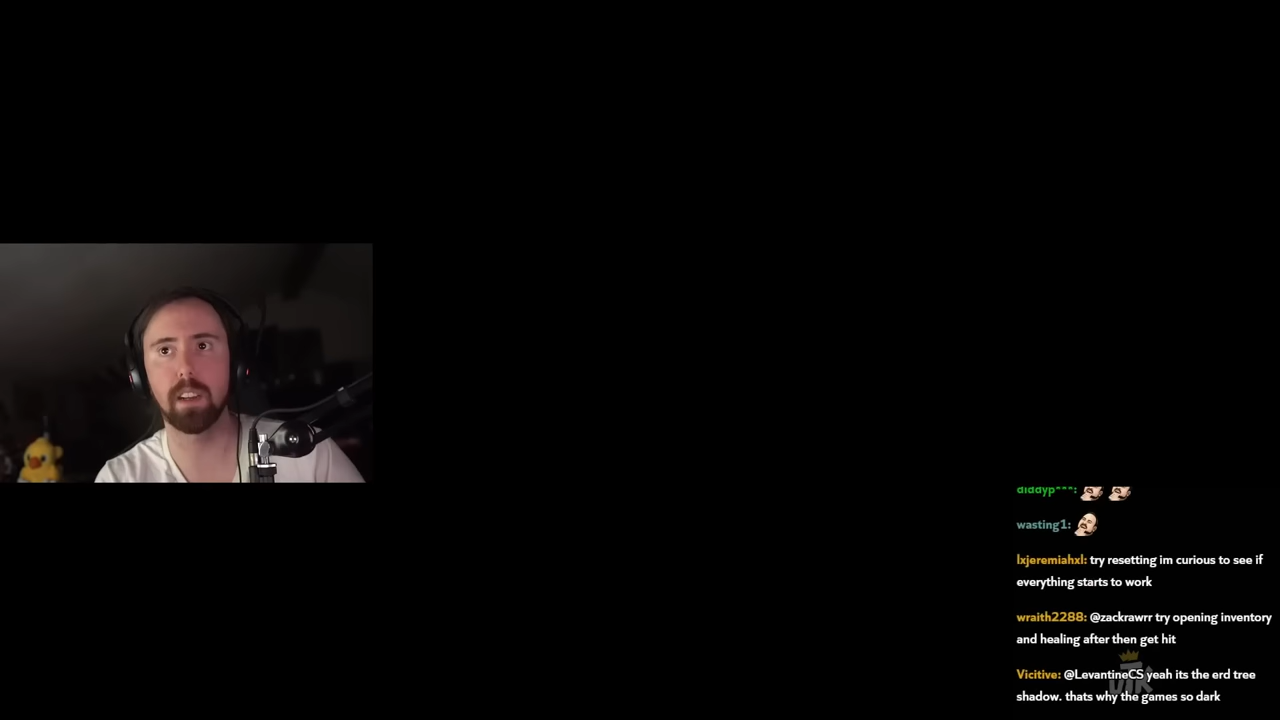 diddyp***:
wasting1:
lxjeremiahxl: try resetting im curious to see if
everything starts to work
wraith2288: @zackrawrr try opening inventory
and healing after then get hit
Vicitive: @LevantineCS yeah its the erd tree
shadow. thats why the games so dark